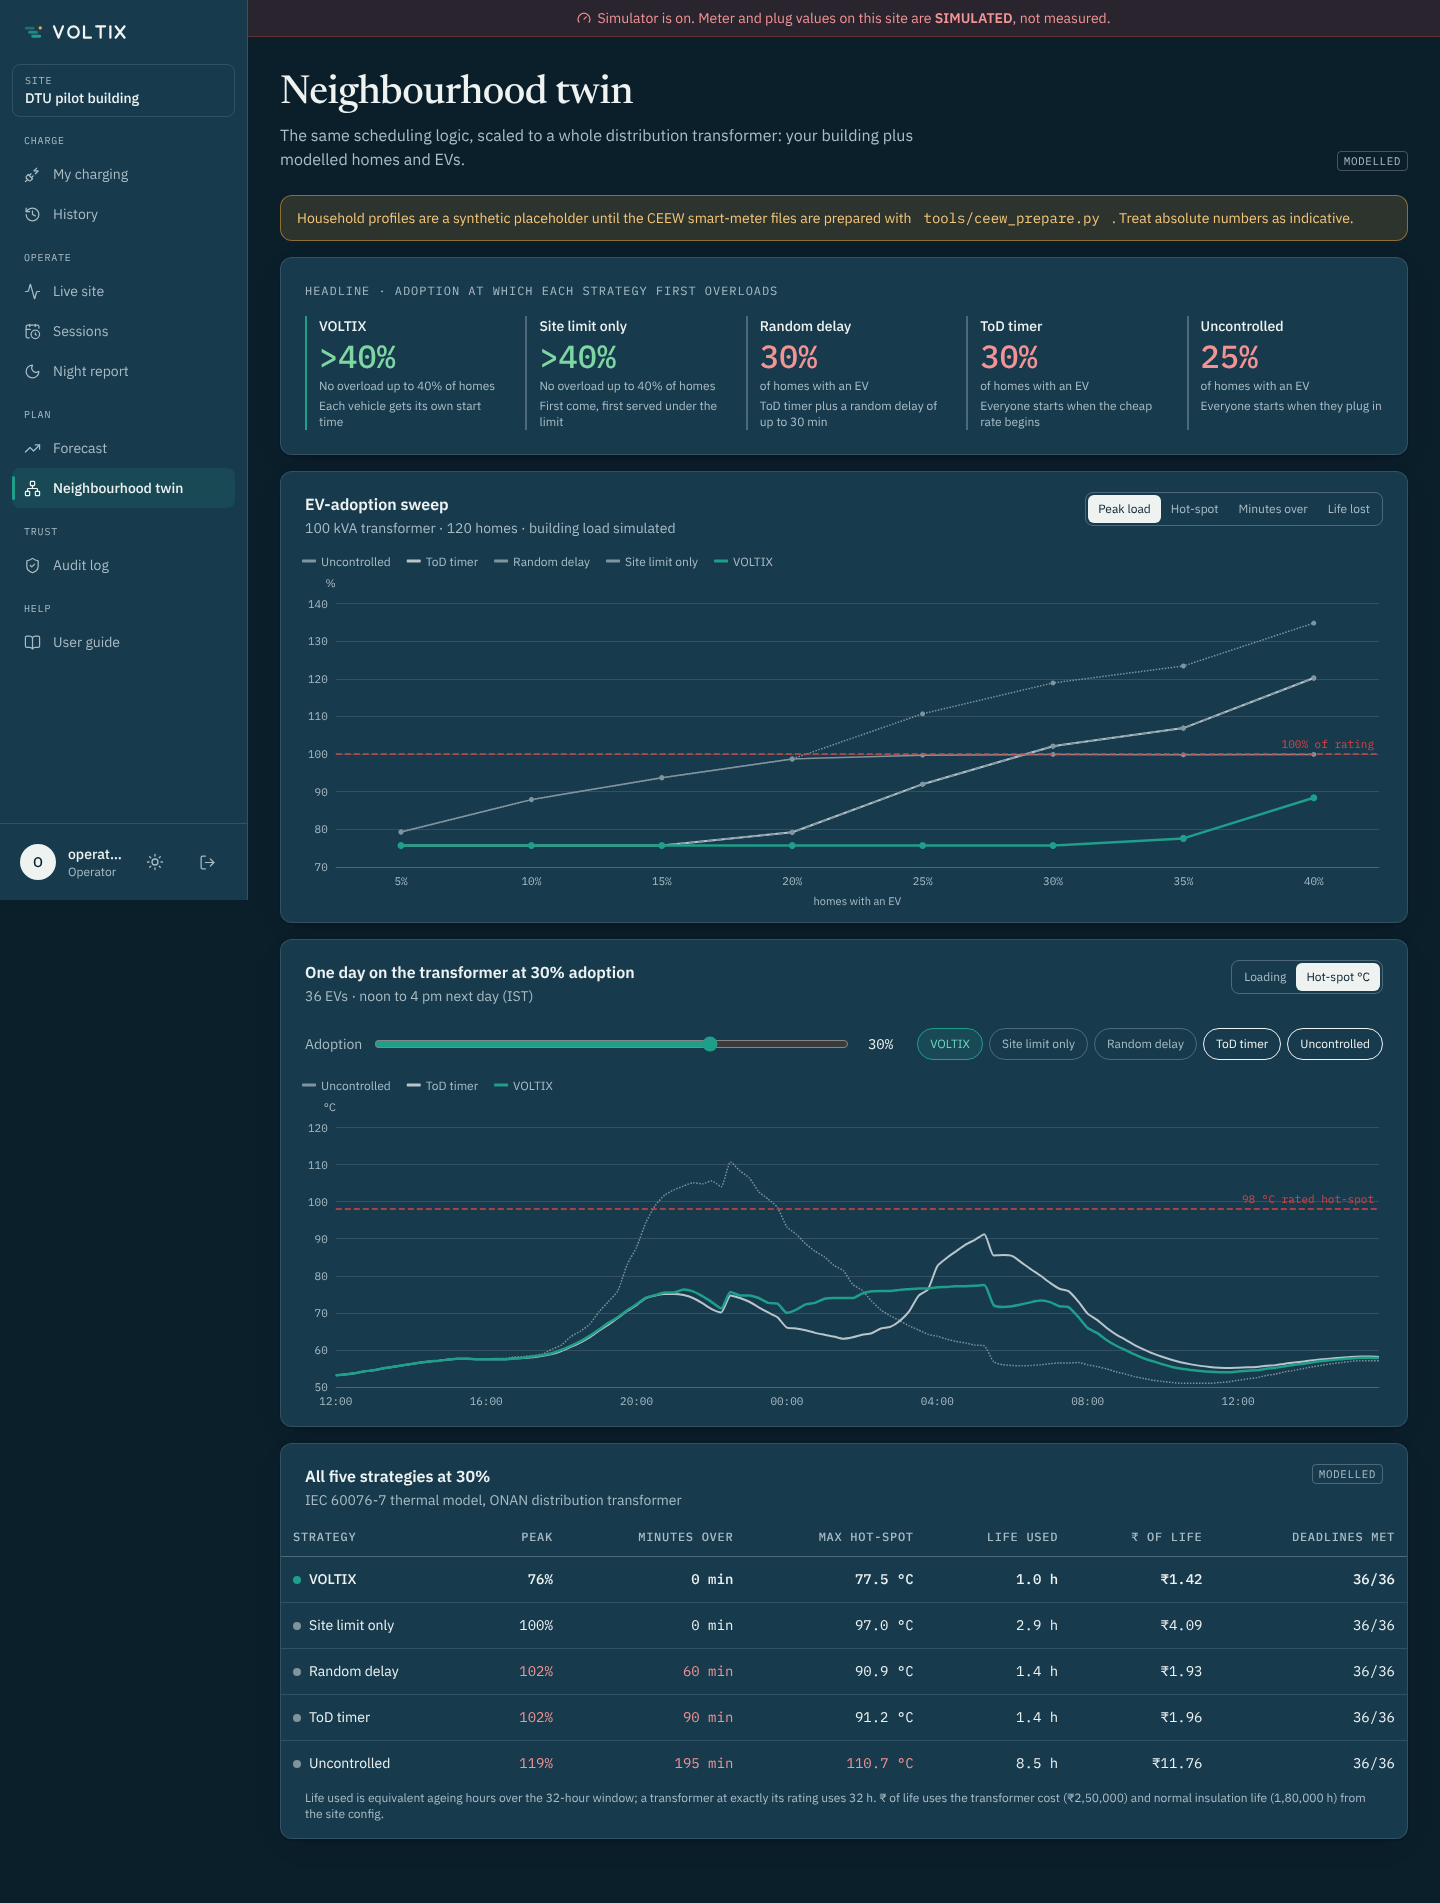 VOLTIX
SITE
DTU pilot building
CHARGE
My charging
History
OPERATE
Live site
Sessions
Night report
PLAN
Forecast
Neighbourhood twin
TRUST
Audit log
HELP
User guide
O
operat...
Operator
Simulator is on. Meter and plug values on this site are SIMULATED, not measured.
Neighbourhood twin
The same scheduling logic, scaled to a whole distribution transformer: your building plus
modelled homes and EVs.
MODELLED
Household profiles are a synthetic placeholder until the CEEW smart-meter files are prepared with tools/ceew_prepare.py . Treat absolute numbers as indicative.
HEADLINE · ADOPTION AT WHICH EACH STRATEGY FIRST OVERLOADS
VOLTIX
>40%
No overload up to 40% of homes
Each vehicle gets its own start
time
Site limit only
>40%
No overload up to 40% of homes
First come, first served under the
limit
Random delay
30%
of homes with an EV
ToD timer plus a random delay of
up to 30 min
ToD timer
30%
of homes with an EV
Everyone starts when the cheap
rate begins
Uncontrolled
25%
of homes with an EV
Everyone starts when they plug in
EV-adoption sweep
100 kVA transformer · 120 homes · building load simulated
Peak load Hot-spot Minutes over Life lost
Uncontrolled ToD timer Random delay Site limit only VOLTIX
%
140
130
120
110
100
90
80
70
100% of rating
5% 10% 15% 20% 25% 30% 35% 40%
homes with an EV
One day on the transformer at 30% adoption
36 EVs · noon to 4 pm next day (IST)
Loading Hot-spot °C
Adoption 30% VOLTIX Site limit only Random delay ToD timer Uncontrolled
Uncontrolled ToD timer VOLTIX
°C
120
110
100
90
80
70
60
50
98 °C rated hot-spot
12:00 16:00 20:00 00:00 04:00 08:00 12:00
All five strategies at 30%
IEC 60076-7 thermal model, ONAN distribution transformer
MODELLED
STRATEGY PEAK MINUTES OVER MAX HOT-SPOT LIFE USED ₹ OF LIFE DEADLINES MET
VOLTIX 76% 0 min 77.5 °C 1.0 h ₹1.42 36/36
Site limit only 100% 0 min 97.0 °C 2.9 h ₹4.09 36/36
Random delay 102% 60 min 90.9 °C 1.4 h ₹1.93 36/36
ToD timer 102% 90 min 91.2 °C 1.4 h ₹1.96 36/36
Uncontrolled 119% 195 min 110.7 °C 8.5 h ₹11.76 36/36
Life used is equivalent ageing hours over the 32-hour window; a transformer at exactly its rating uses 32 h. ₹ of life uses the transformer cost (₹2,50,000) and normal insulation life (1,80,000 h) from
the site config.